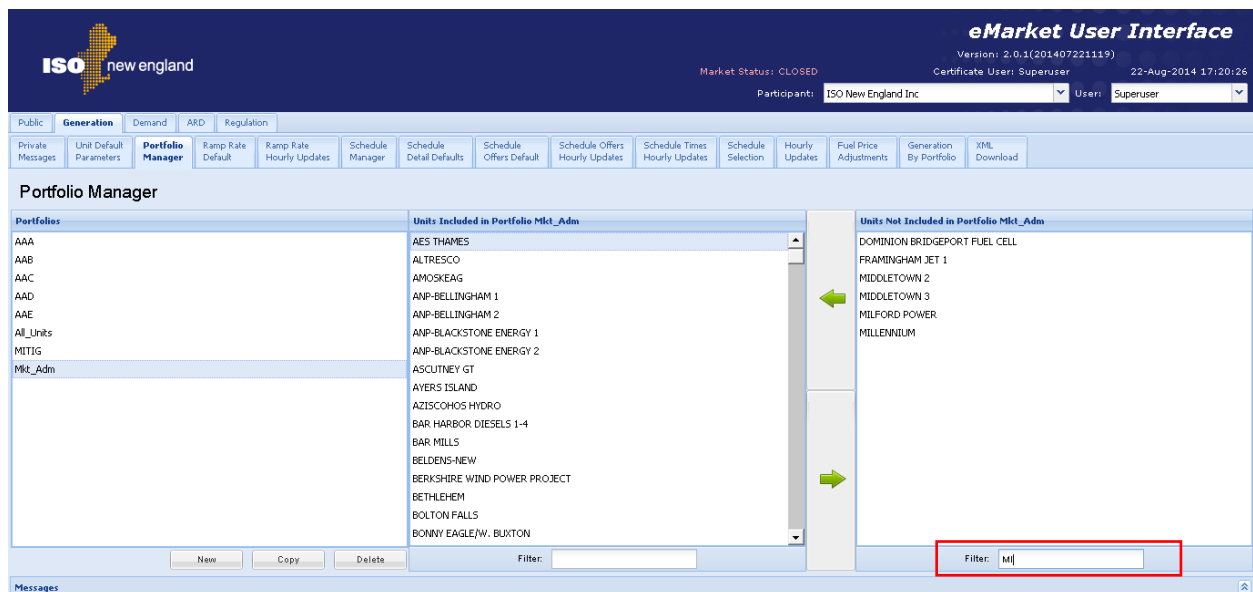 eMarket User Interface
Version: 2.0.1(201407221119)
ISO new england
Market Status: CLOSED Certificate User: Superuser 22-Aug-2014 17:20:26
Participant: ISO New England Inc User: Superuser
Public Generation Demand ARD Regulation
Private Messages Unit Default Parameters Portfolio Manager Ramp Rate Default Ramp Rate Hourly Updates Schedule Manager Schedule Detail Defaults Schedule Offers Default Schedule Offers Hourly Updates Schedule Times Hourly Updates Schedule Selection Hourly Updates Fuel Price Adjustments Generation By Portfolio XML Download
Portfolio Manager
Portfolios
AAA
AAB
AAC
AAD
AAE
All_Units
MITIG
Mkt_Adm
New Copy Delete
Units Included in Portfolio Mkt_Adm
AES THAMES
ALTRESCO
AMOSKEAG
ANP-BELLINGHAM 1
ANP-BELLINGHAM 2
ANP-BLACKSTONE ENERGY 1
ANP-BLACKSTONE ENERGY 2
ASCUTNEY GT
AYERS ISLAND
AZISCOHOS HYDRO
BAR HARBOR DIESELS 1-4
BAR MILLS
BELDENS-NEW
BERKSHIRE WIND POWER PROJECT
BETHLEHEM
BOLTON FALLS
BONNY EAGLE/W. BUXTON
Filter:
Units Not Included in Portfolio Mkt_Adm
DOMINION BRIDGEPORT FUEL CELL
FRAMINGHAM JET 1
MIDDLETOWN 2
MIDDLETOWN 3
MILFORD POWER
MILLENNIUM
Filter: MI
Messages